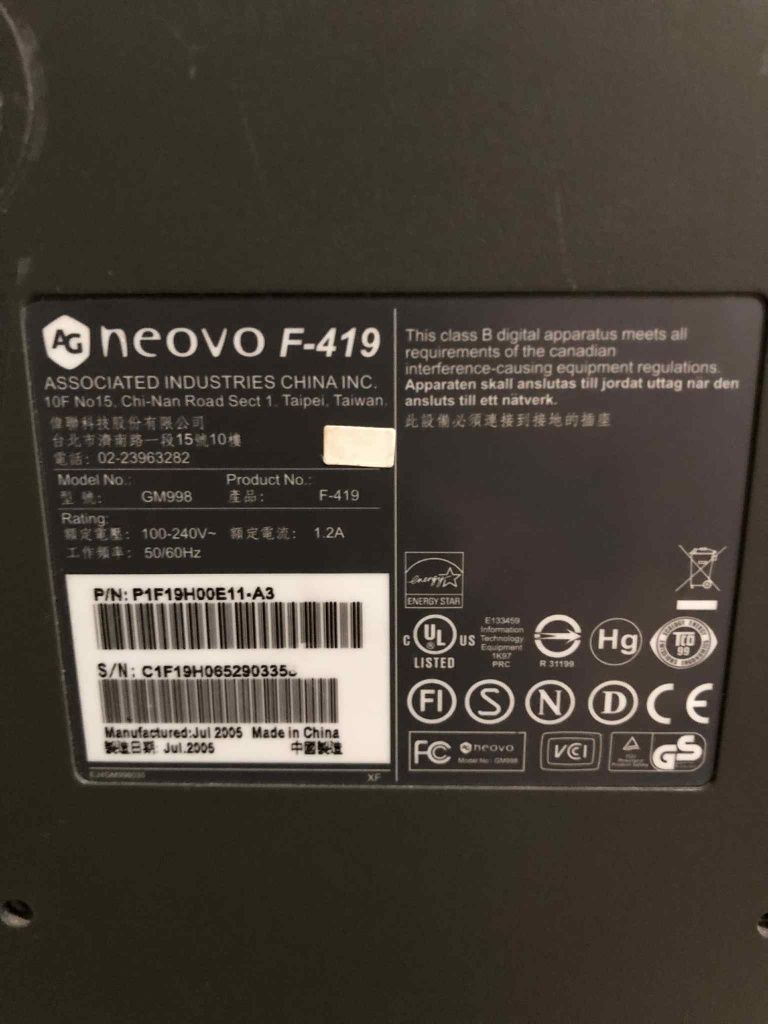 AG neovo F-419
ASSOCIATED INDUSTRIES CHINA INC.
10F No15, Chi-Nan Road Sect 1. Taipei, Taiwan.
偉聯科技股份有限公司
台北市濟南路一段15號10樓
電話: 02-23963282
Model No.: Product No.:
型 號: GM998 產品: F-419
Rating:
額定電壓: 100-240V~ 額定電流: 1.2A
工作頻率: 50/60Hz
P/N: P1F19H00E11-A3
S/N: C1F19H065290335
Manufactured:Jul 2005 Made in China
製造日期: Jul.2005 中國製造
XF
This class B digital apparatus meets all
requirements of the canadian
interference-causing equipment regulations.
Apparaten skall anslutas till jordat uttag när den
ansluts till ett nätverk.
此設備必須連接到接地的插座
energy
ENERGY STAR
C UL US
LISTED
E133459
Information
Technology
Equipment
1K97
PRC
R 31199
Hg
TCO
99
FI S N D CE
FC neovo
Model No : GM998
VCI
GS